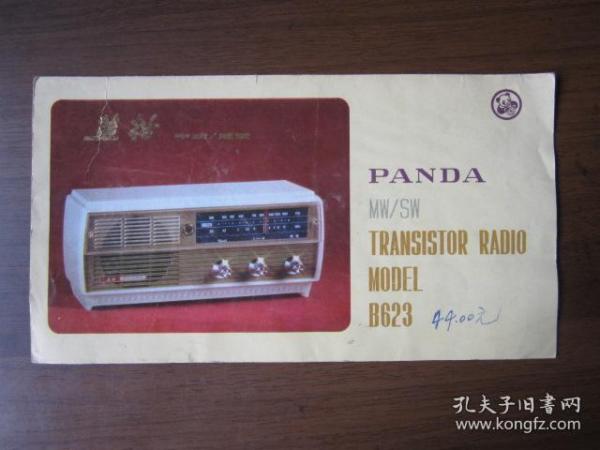 PANDA
MW/SW
TRANSISTOR RADIO
MODEL
B623 44.00元
孔夫子旧书网
www.kongfz.com